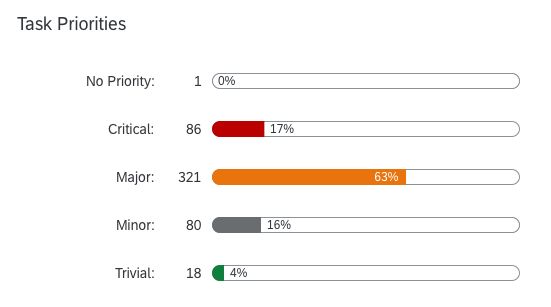 Task Priorities
No Priority: 1 0%
Critical: 86 17%
Major: 321 63%
Minor: 80 16%
Trivial: 18 4%